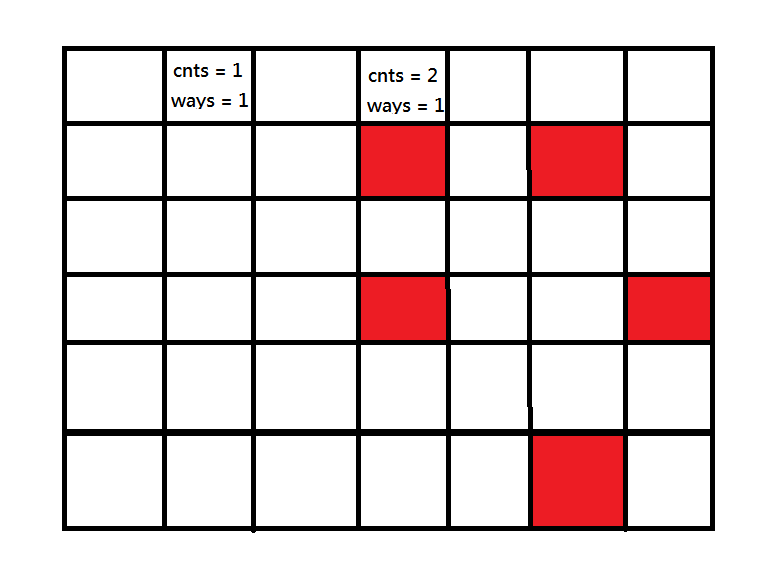 cnts = 1
ways = 1
cnts = 2
ways = 1